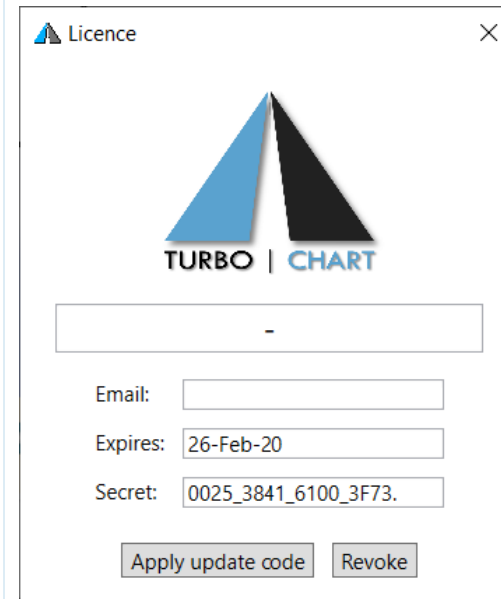 Licence
TURBO | CHART
-
Email:
Expires: 26-Feb-20
Secret: 0025_3841_6100_3F73.
Apply update code Revoke